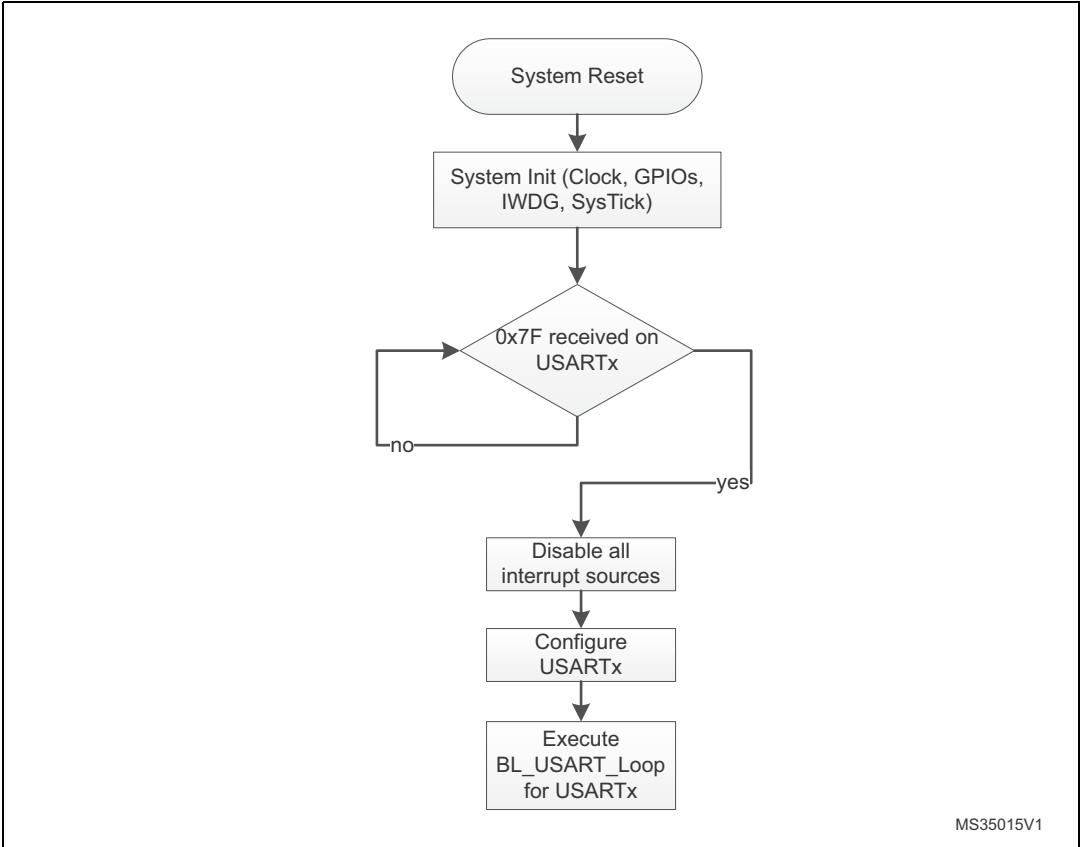 System Reset
System Init (Clock, GPIOs,
IWDG, SysTick)
0x7F received on
USARTx
no
yes
Disable all
interrupt sources
Configure
USARTx
Execute
BL_USART_Loop
for USARTx
MS35015V1